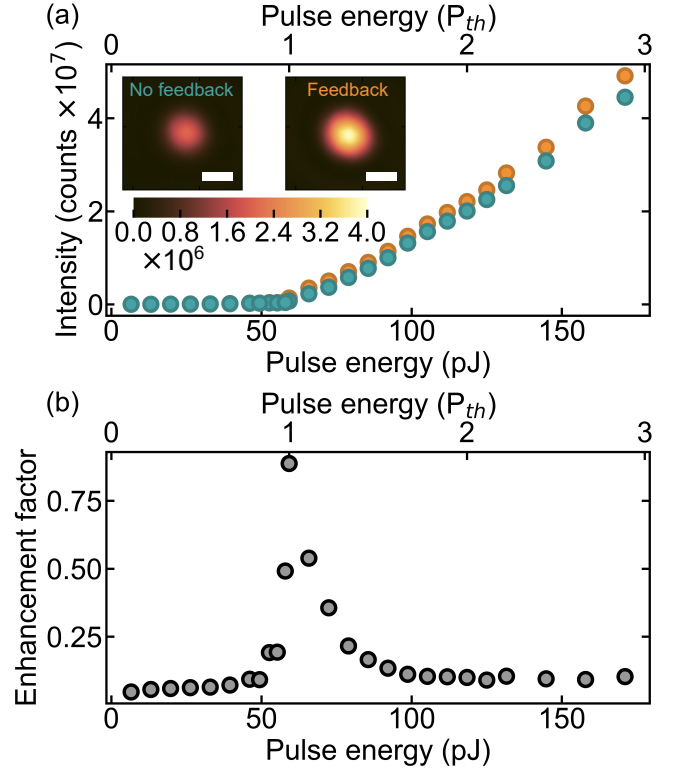 (a)
Pulse energy (P_th)
0 1 2 3
Intensity (counts ×10^7)
4
2
0
No feedback
Feedback
0.0 0.8 1.6 2.4 3.2 4.0
×10^6
0 50 100 150
Pulse energy (pJ)
(b)
Pulse energy (P_th)
0 1 2 3
Enhancement factor
0.75
0.50
0.25
0 50 100 150
Pulse energy (pJ)